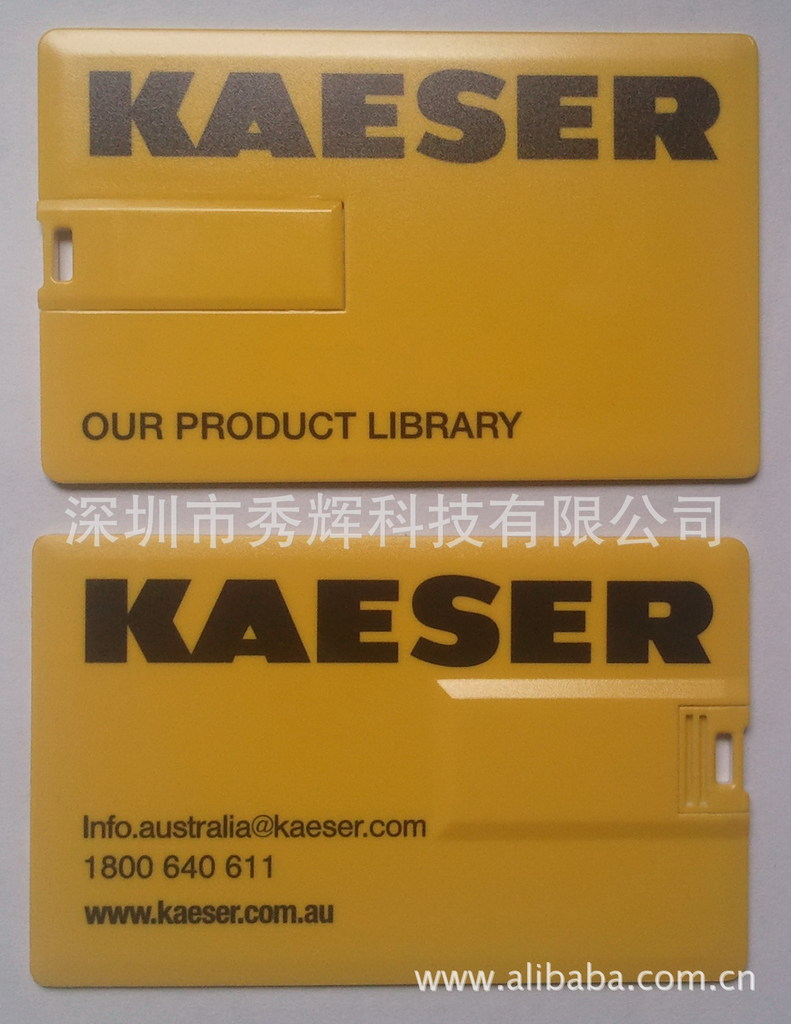 KAESER
OUR PRODUCT LIBRARY
深圳市秀辉科技有限公司
KAESER
Info.australia@kaeser.com
1800 640 611
www.kaeser.com.au
www.alibaba.com.cn